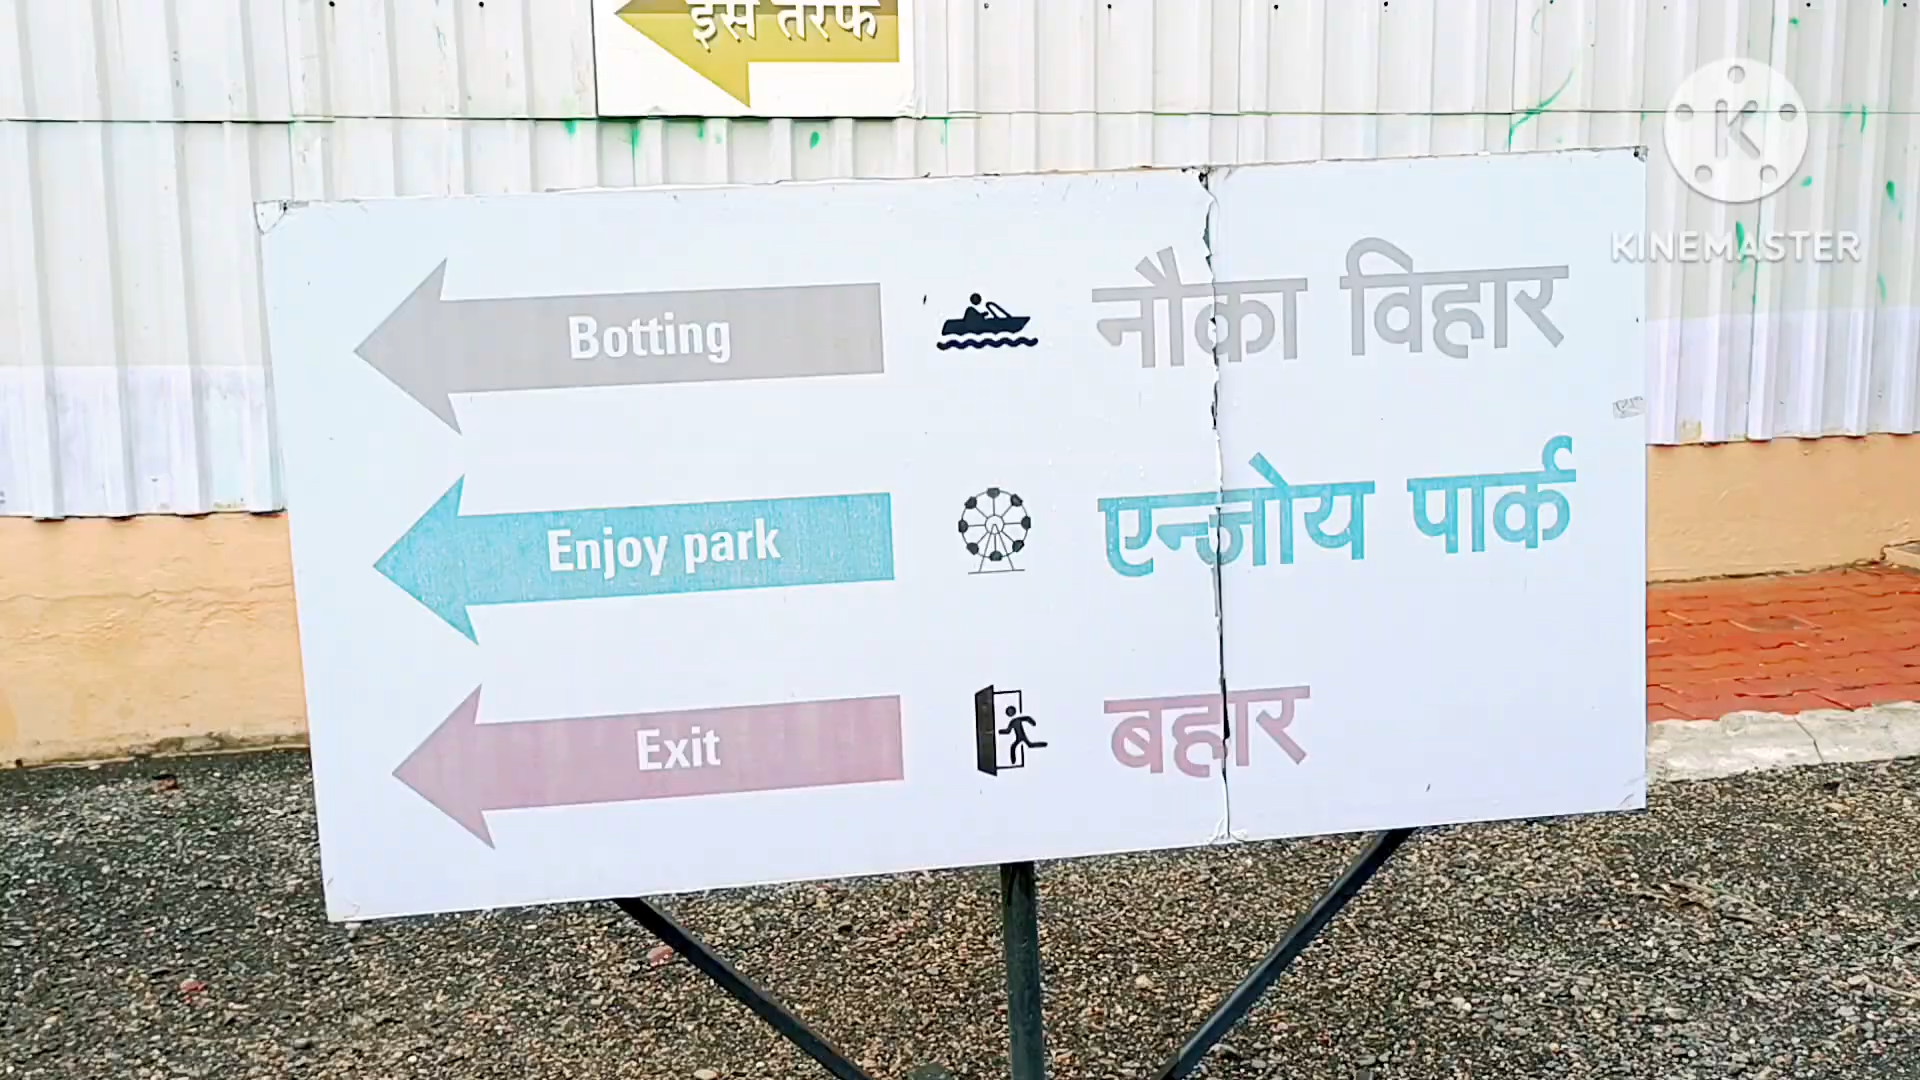 इस तरफ
K
KINEMASTER
Botting नौका विहार
Enjoy park एन्जोय पार्क
Exit बहार